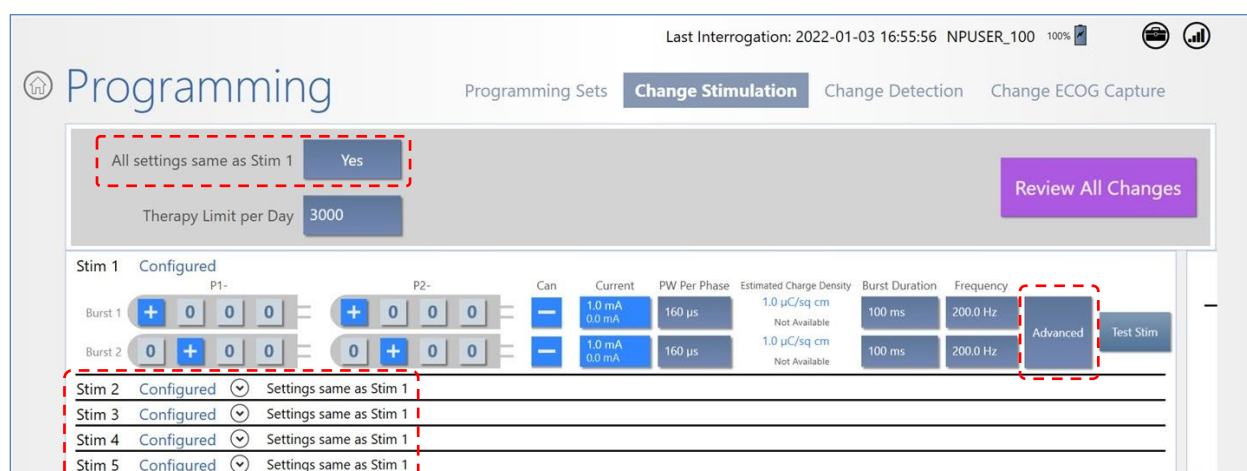 Last Interrogation: 2022-01-03 16:55:56 NPUSER_100 100%
Programming
Programming Sets Change Stimulation Change Detection Change ECOG Capture
All settings same as Stim 1 Yes
Review All Changes
Therapy Limit per Day 3000
Stim 1 Configured
P1- P2- Can Current PW Per Phase Estimated Charge Density Burst Duration Frequency
Burst 1 + 0 0 0 + 0 0 0 − 1.0 mA 0.0 mA 160 µs 1.0 µC/sq cm Not Available 100 ms 200.0 Hz
Advanced Test Stim
Burst 2 0 + 0 0 0 + 0 0 − 1.0 mA 0.0 mA 160 µs 1.0 µC/sq cm Not Available 100 ms 200.0 Hz
Stim 2 Configured Settings same as Stim 1
Stim 3 Configured Settings same as Stim 1
Stim 4 Configured Settings same as Stim 1
Stim 5 Configured Settings same as Stim 1